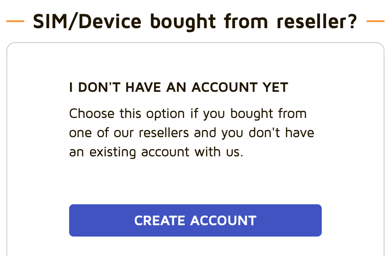 SIM/Device bought from reseller?
I DON'T HAVE AN ACCOUNT YET
Choose this option if you bought from
one of our resellers and you don't have
an existing account with us.
CREATE ACCOUNT